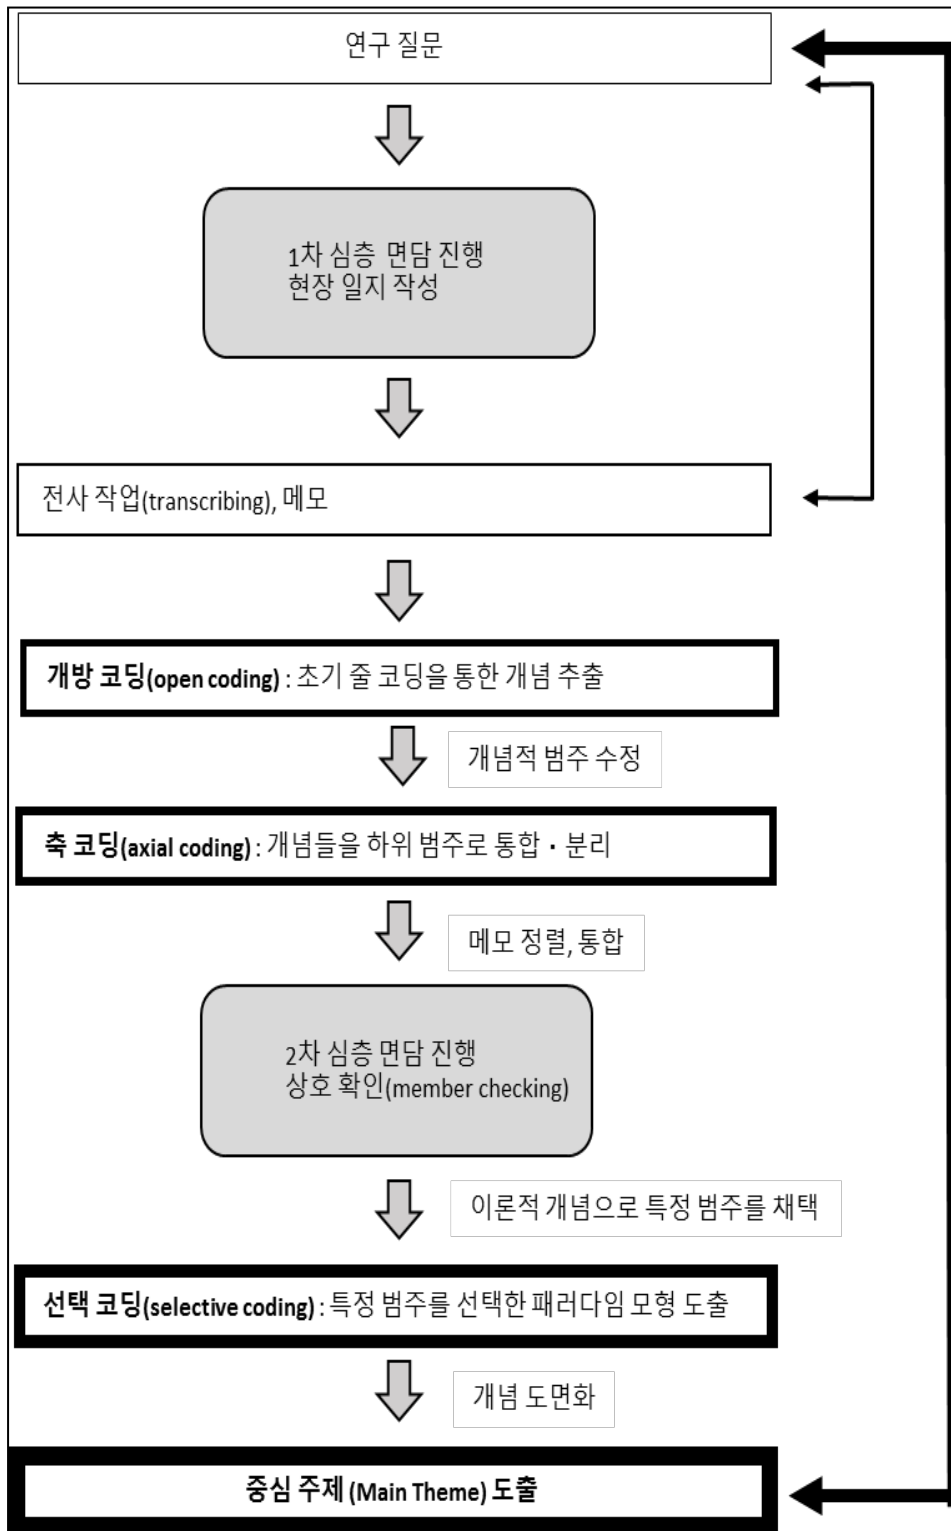 연구 질문
1차 심층 면담 진행
현장 일지 작성
전사 작업(transcribing), 메모
개방 코딩(open coding) : 초기 줄 코딩을 통한 개념 추출
개념적 범주 수정
축 코딩(axial coding) : 개념들을 하위 범주로 통합・분리
메모 정렬, 통합
2차 심층 면담 진행
상호 확인(member checking)
이론적 개념으로 특정 범주를 채택
선택 코딩(selective coding) : 특정 범주를 선택한 패러다임 모형 도출
개념 도면화
중심 주제 (Main Theme) 도출